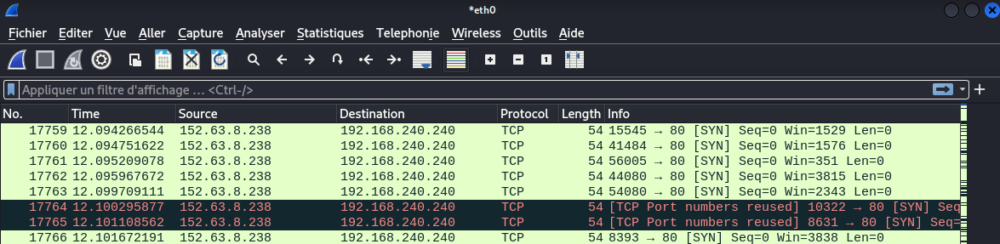 *eth0
Fichier Editer Vue Aller Capture Analyser Statistiques Telephonie Wireless Outils Aide
Appliquer un filtre d'affichage … <Ctrl-/>
No. Time Source Destination Protocol Length Info
17759 12.094266544 152.63.8.238 192.168.240.240 TCP 54 15545 → 80 [SYN] Seq=0 Win=1529 Len=0
17760 12.094751622 152.63.8.238 192.168.240.240 TCP 54 41484 → 80 [SYN] Seq=0 Win=1576 Len=0
17761 12.095209078 152.63.8.238 192.168.240.240 TCP 54 56005 → 80 [SYN] Seq=0 Win=351 Len=0
17762 12.095967672 152.63.8.238 192.168.240.240 TCP 54 44080 → 80 [SYN] Seq=0 Win=3815 Len=0
17763 12.099709111 152.63.8.238 192.168.240.240 TCP 54 54080 → 80 [SYN] Seq=0 Win=2343 Len=0
17764 12.100295877 152.63.8.238 192.168.240.240 TCP 54 [TCP Port numbers reused] 10322 → 80 [SYN] Seq
17765 12.101108562 152.63.8.238 192.168.240.240 TCP 54 [TCP Port numbers reused] 8631 → 80 [SYN] Seq=
17766 12.101672191 152.63.8.238 192.168.240.240 TCP 54 8393 → 80 [SYN] Seq=0 Win=3838 Len=0